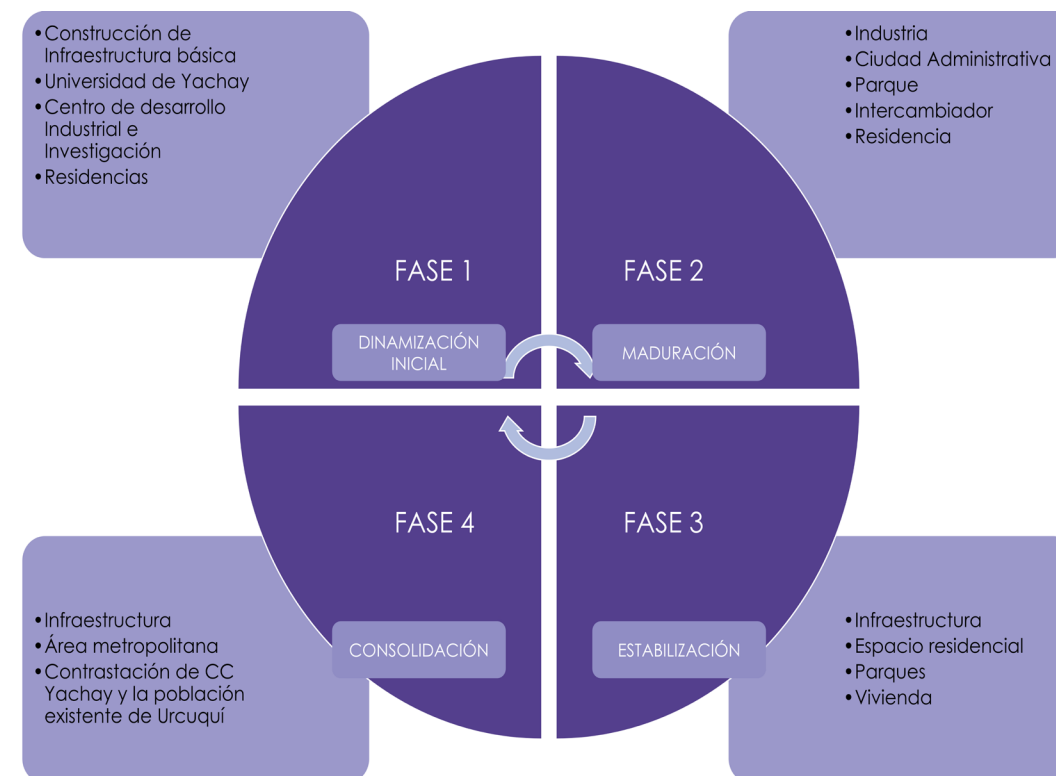 •Construcción de
Infraestructura básica
•Universidad de Yachay
•Centro de desarrollo
Industrial e
Investigación
•Residencias
•Industria
•Ciudad Administrativa
•Parque
•Intercambiador
•Residencia
FASE 1
FASE 2
DINAMIZACIÓN
INICIAL
MADURACIÓN
FASE 4
FASE 3
CONSOLIDACIÓN
ESTABILIZACIÓN
•Infraestructura
•Área metropolitana
•Contrastación de CC
Yachay y la población
existente de Urcuquí
•Infraestructura
•Espacio residencial
•Parques
•Vivienda